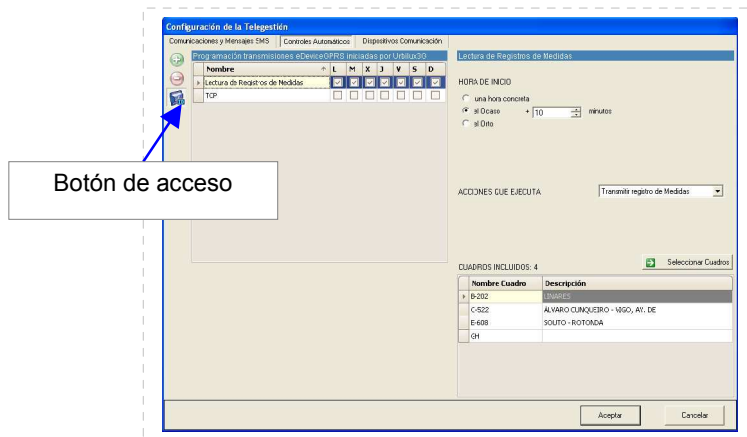 Configuración de la Telegestión
Comunicaciones y Mensajes SMS
Controles Automáticos
Dispositivos Comunicación
Programación transmisiones eDeviceGPRS iniciadas por Urbilux3G
Nombre L M X J V S D
Lectura de Registros de Medidas
TCP
Botón de acceso
Lectura de Registros de Medidas
HORA DE INICIO
una hora concreta
al Ocaso + 10 minutos
al Orto
ACCIONES QUE EJECUTA
Transmitir registro de Medidas
CUADROS INCLUIDOS: 4
Seleccionar Cuadros
Nombre Cuadro Descripción
B-202 LINARES
C-522 ÁLVARO CUNQUEIRO - VIGO, AV. DE
E-608 SOUTO - ROTONDA
GH
Aceptar
Cancelar